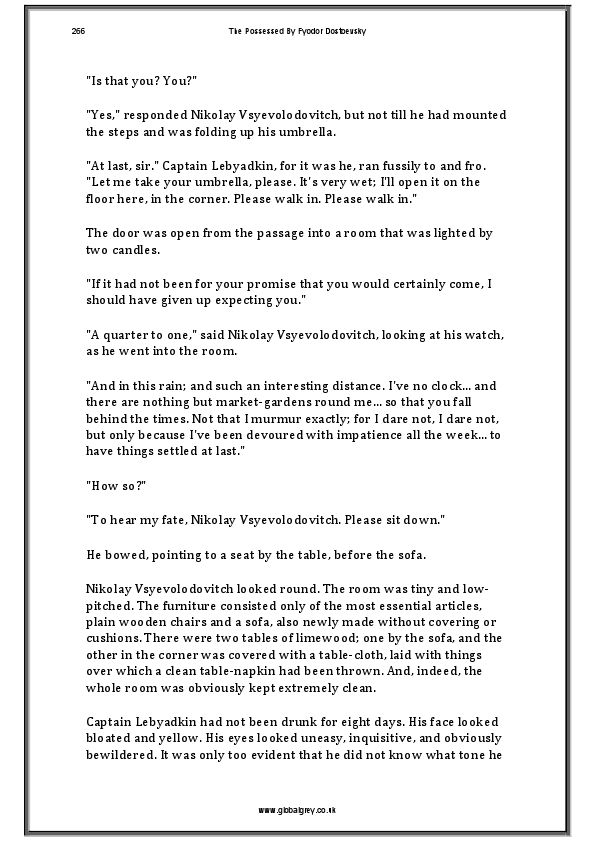 266
The Possessed By Fyodor Dostoevsky
"Is that you? You?"
"Yes," responded Nikolay Vsyevolodovitch, but not till he had mounted
the steps and was folding up his umbrella.
"At last, sir." Captain Lebyadkin, for it was he, ran fussily to and fro.
"Let me take your umbrella, please. It's very wet; I'll open it on the
floor here, in the corner. Please walk in. Please walk in."
The door was open from the passage into a room that was lighted by
two candles.
"If it had not been for your promise that you would certainly come, I
should have given up expecting you."
"A quarter to one," said Nikolay Vsyevolodovitch, looking at his watch,
as he went into the room.
"And in this rain; and such an interesting distance. I've no clock... and
there are nothing but market-gardens round me... so that you fall
behind the times. Not that I murmur exactly; for I dare not, I dare not,
but only because I've been devoured with impatience all the week... to
have things settled at last."
"How so?"
"To hear my fate, Nikolay Vsyevolodovitch. Please sit down."
He bowed, pointing to a seat by the table, before the sofa.
Nikolay Vsyevolodovitch looked round. The room was tiny and low-
pitched. The furniture consisted only of the most essential articles,
plain wooden chairs and a sofa, also newly made without covering or
cushions. There were two tables of limewood; one by the sofa, and the
other in the corner was covered with a table-cloth, laid with things
over which a clean table-napkin had been thrown. And, indeed, the
whole room was obviously kept extremely clean.
Captain Lebyadkin had not been drunk for eight days. His face looked
bloated and yellow. His eyes looked uneasy, inquisitive, and obviously
bewildered. It was only too evident that he did not know what tone he
www.globalgrey.co.uk